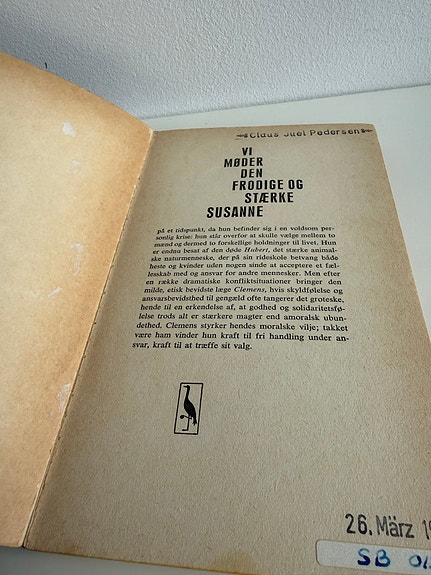 Claus Juel Pedersen
VI
MØDER
DEN
FRODIGE OG
STÆRKE
SUSANNE
på et tidspunkt, da hun befinder sig i en voldsom per-
sonlig krise: hun står overfor at skulle vælge mellem to
mænd og dermed to forskellige holdninger til livet. Hun
er endnu besat af den døde Hubert, det stærke animal-
ske naturmenneske, der på sin rideskole betvang både
heste og kvinder uden nogen sinde at acceptere et fæl-
lesskab med og ansvar for andre mennesker. Men efter
en række dramatiske konfliktsituationer bringer den
milde, etisk bevidste læge Clemens, hvis skyldfølelse og
ansvarsbevidsthed til gengæld ofte tangerer det groteske,
hende til en erkendelse af, at godhed og solidaritetsfø-
lelse trods alt er stærkere magter end amoralsk ubun-
dethed. Clemens styrker hendes moralske vilje; takket
være ham vinder hun kraft til fri handling under an-
svar, kraft til at træffe sit valg.
26. März
SB